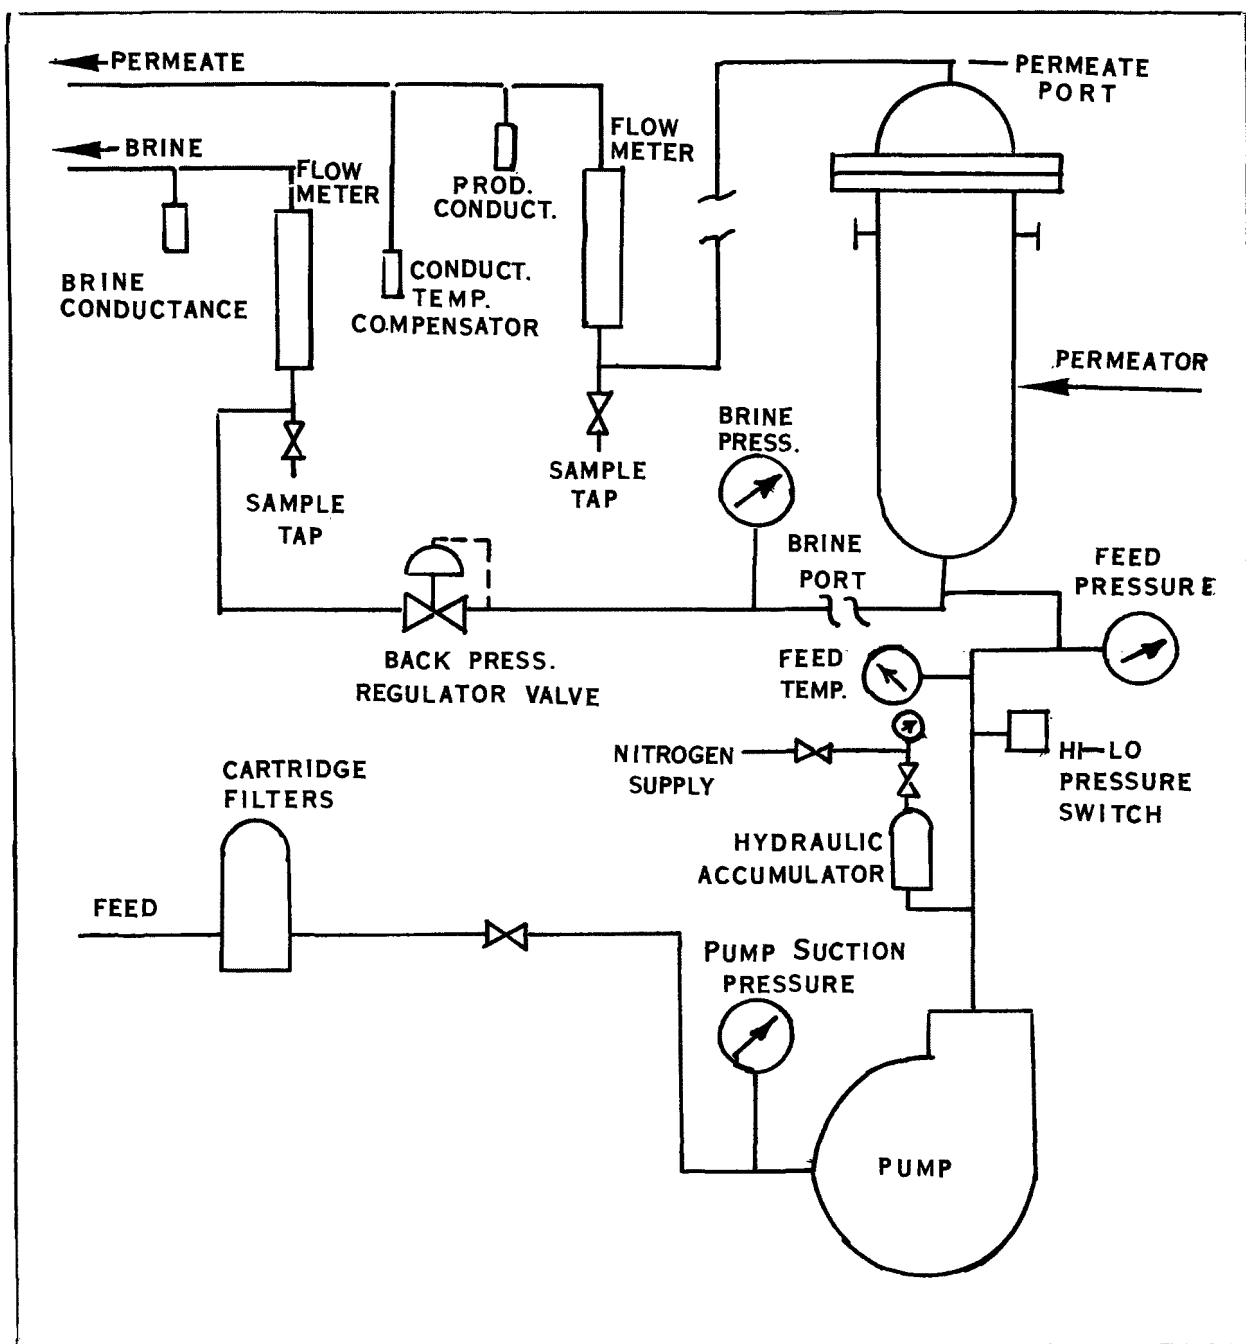 PERMEATE
BRINE
FLOW
METER
BRINE
CONDUCTANCE
SAMPLE
TAP
PROD.
CONDUCT.
CONDUCT.
TEMP.
COMPENSATOR
FLOW
METER
SAMPLE
TAP
PERMEATE
PORT
PERMEATOR
BRINE
PRESS.
BRINE
PORT
FEED
PRESSURE
BACK PRESS.
REGULATOR VALVE
FEED
TEMP.
NITROGEN
SUPPLY
HI-LO
PRESSURE
SWITCH
HYDRAULIC
ACCUMULATOR
CARTRIDGE
FILTERS
FEED
PUMP SUCTION
PRESSURE
PUMP